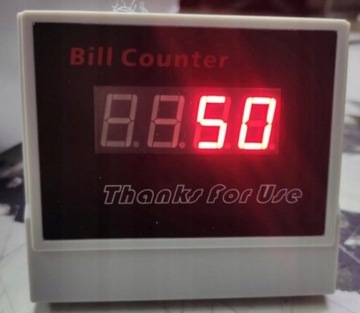 Bill Counter
50
Thanks For Use